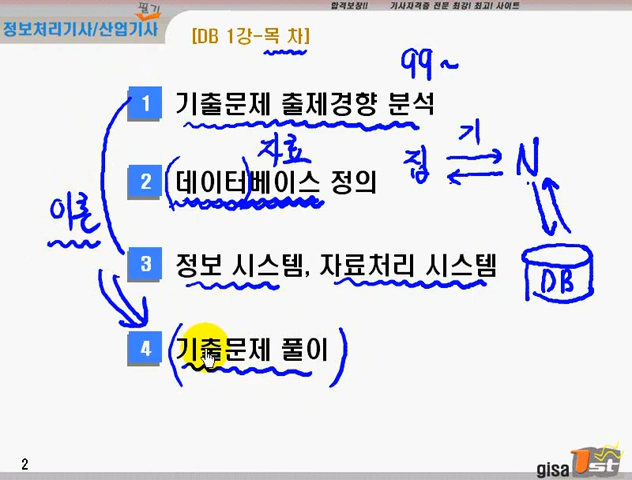 합격보장!! 기사자격증 전문 최강! 최고! 사이트
필기
정보처리기사/산업기사
[DB 1강-목 차]
99~
1 기출문제 출제경향 분석
자료
기
집
N
2 (데이터)베이스 정의
이론
3 정보 시스템, 자료처리 시스템
DB
4 (기출문제 풀이)
2
gisa 1st